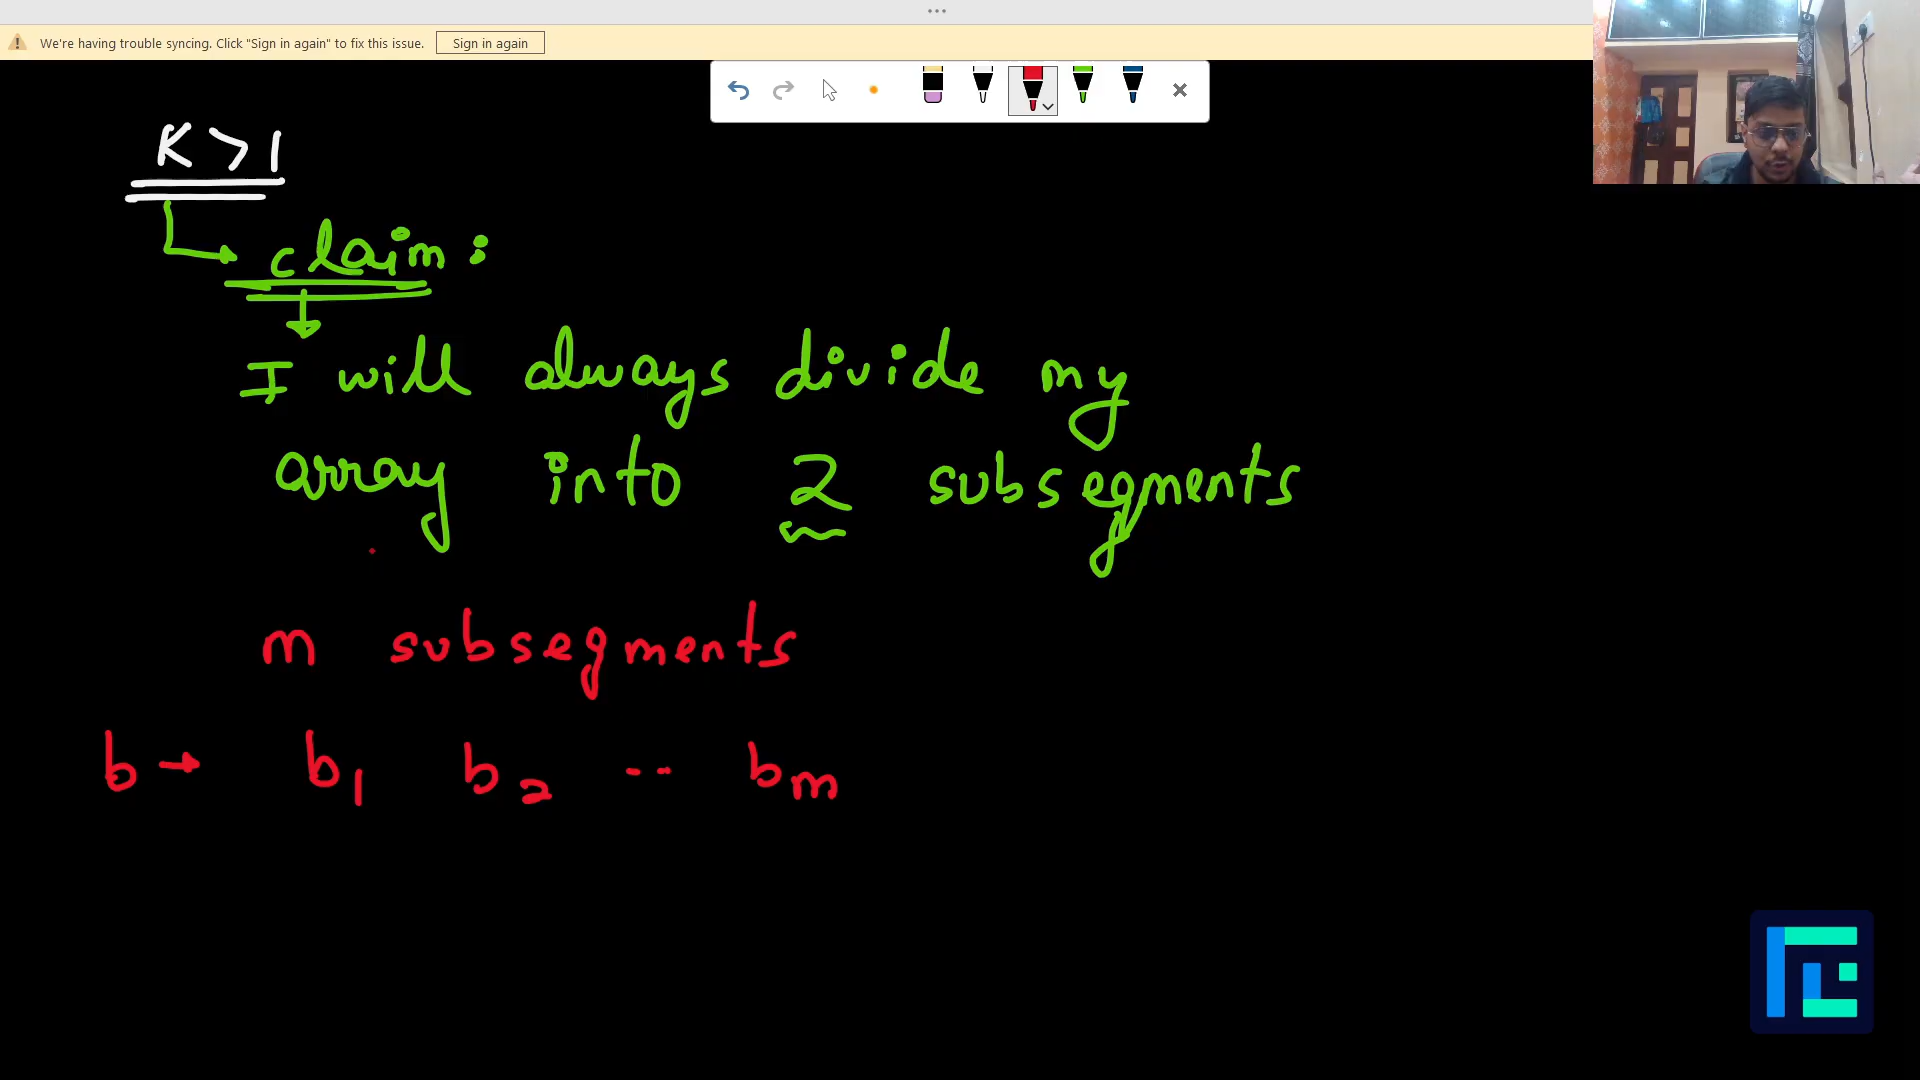 We're having trouble syncing. Click "Sign in again" to fix this issue. Sign in again
K > 1
claim :
I will always divide my
array into 2 subsegments
m subsegments
b → b1 b2 -- bm